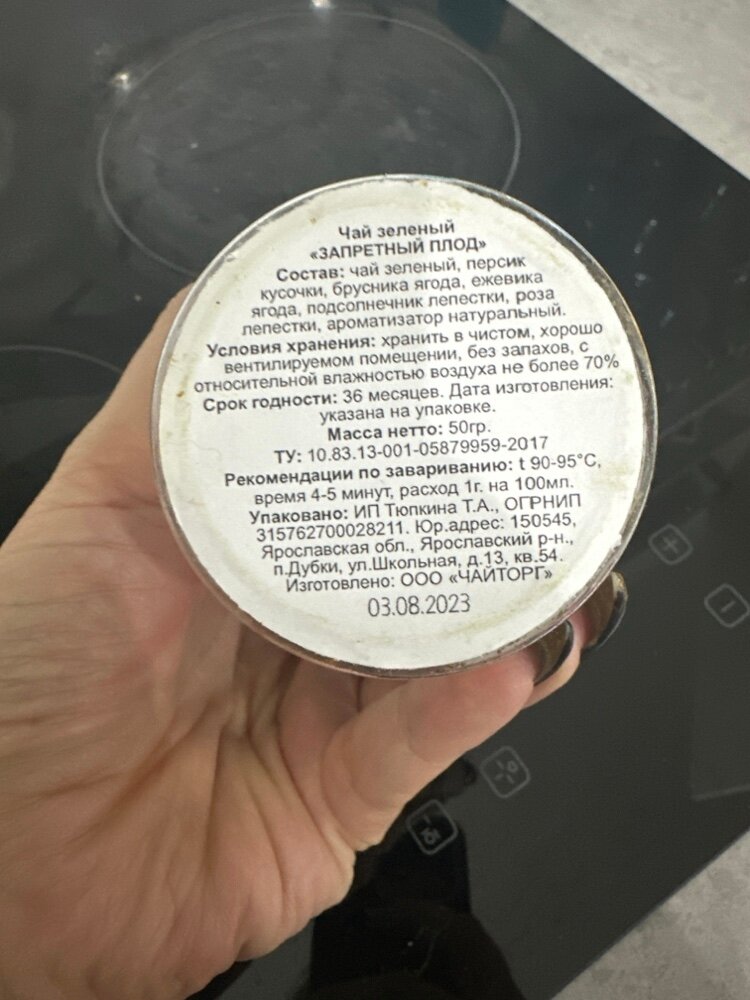 Чай зеленый
«ЗАПРЕТНЫЙ ПЛОД»
Состав: чай зеленый, персик
кусочки, брусника ягода, ежевика
ягода, подсолнечник лепестки, роза
лепестки, ароматизатор натуральный.
Условия хранения: хранить в чистом, хорошо
вентилируемом помещении, без запахов, с
относительной влажностью воздуха не более 70%
Срок годности: 36 месяцев. Дата изготовления:
указана на упаковке.
Масса нетто: 50гр.
ТУ: 10.83.13-001-05879959-2017
Рекомендации по завариванию: t 90-95°С,
время 4-5 минут, расход 1г. на 100мл.
Упаковано: ИП Тюпкина Т.А., ОГРНИП
315762700028211. Юр.адрес: 150545,
Ярославская обл., Ярославский р-н.,
п.Дубки, ул.Школьная, д.13, кв.54.
Изготовлено: ООО «ЧАЙТОРГ»
03.08.2023